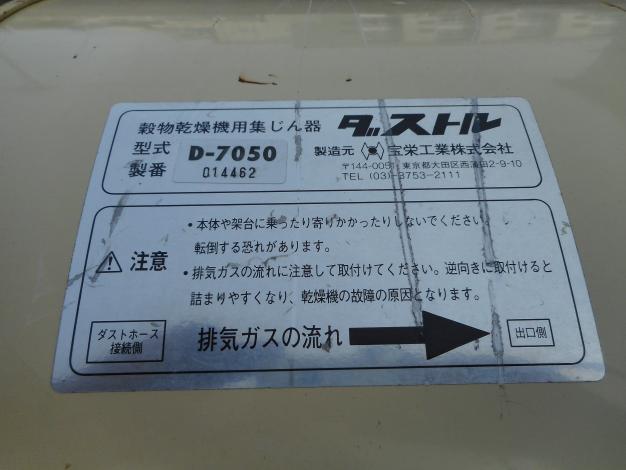 穀物乾燥機用集じん器 ダストル
型式 D-7050
製番 014462
製造元 宝栄工業株式会社
〒144-0051 東京都大田区西蒲田2-9-10
TEL (03)-3753-2111
⚠ 注意
・本体や架台に乗ったり寄りかかったりしないでください。
転倒する恐れがあります。
・排気ガスの流れに注意して取付けてください。逆向きに取付けると
詰まりやすくなり、乾燥機の故障の原因となります。
ダストホース
接続側
排気ガスの流れ
出口側